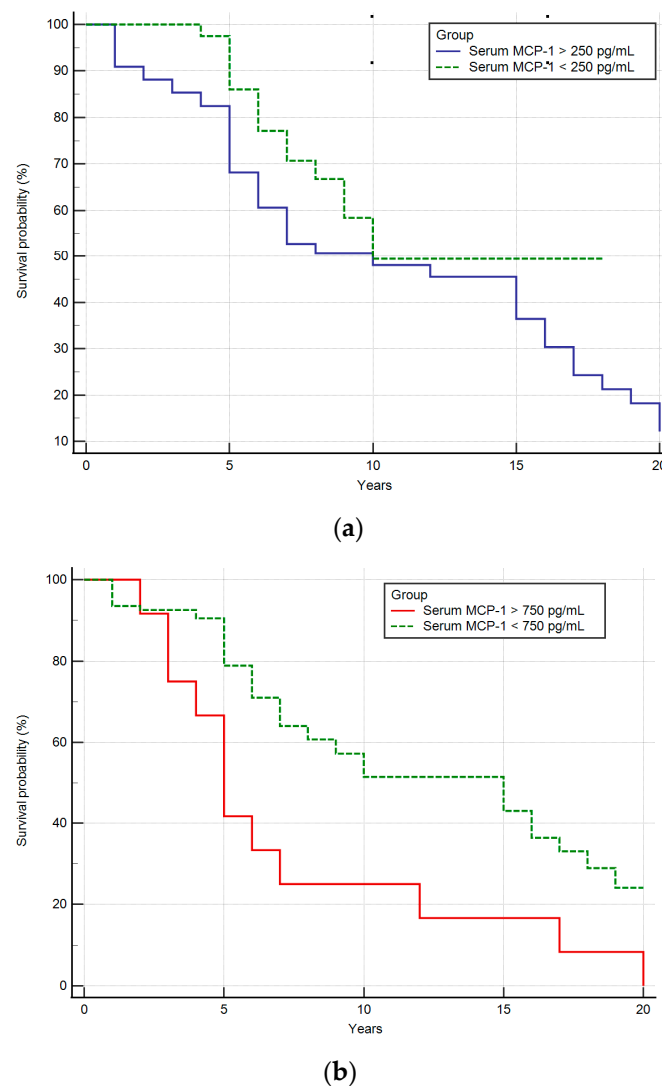 Group
Serum MCP-1 > 250 pg/mL
Serum MCP-1 < 250 pg/mL
Survival probability (%)
100
90
80
70
60
50
40
30
20
10
0 5 10 15 20
Years
(a)
Group
Serum MCP-1 > 750 pg/mL
Serum MCP-1 < 750 pg/mL
Survival probability (%)
100
80
60
40
20
0
0 5 10 15 20
Years
(b)